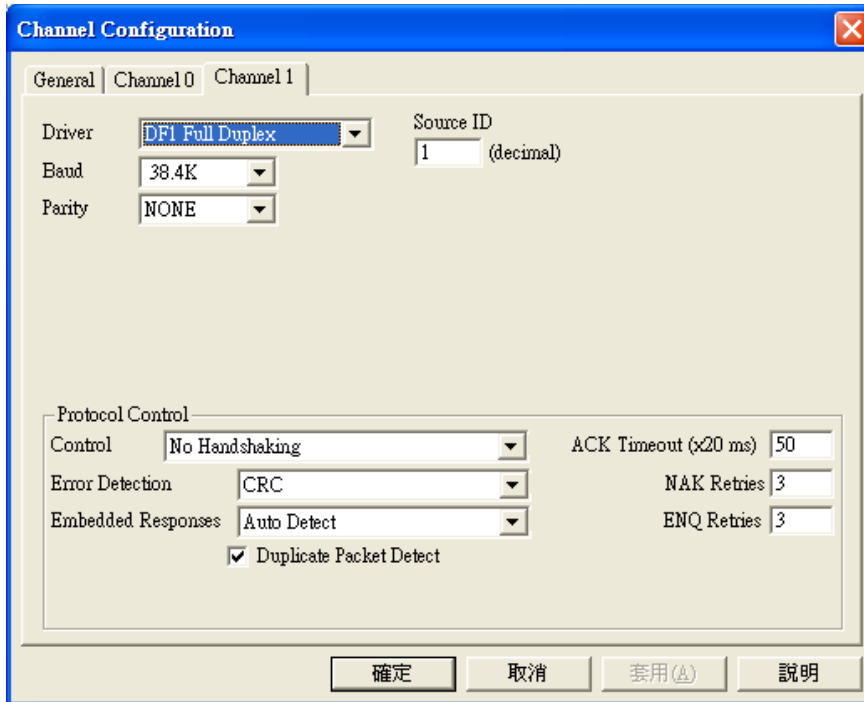 Channel Configuration
General Channel 0 Channel 1
Driver DF1 Full Duplex
Source ID
1 (decimal)
Baud 38.4K
Parity NONE
Protocol Control
Control No Handshaking
ACK Timeout (x20 ms) 50
Error Detection CRC
NAK Retries 3
Embedded Responses Auto Detect
ENQ Retries 3
Duplicate Packet Detect
確定 取消 套用(A) 說明